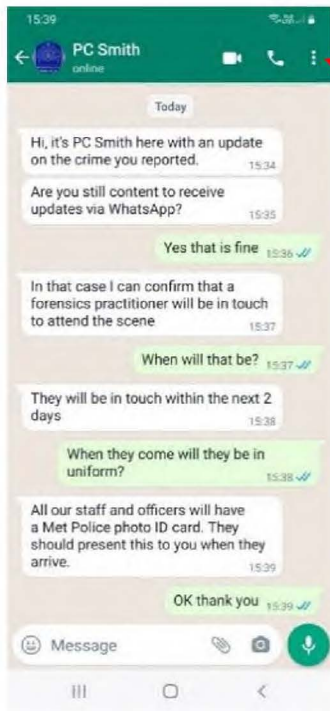 15:39
PC Smith
online
Today
Hi, it's PC Smith here with an update
on the crime you reported.
15:34
Are you still content to receive
updates via WhatsApp?
15:35
Yes that is fine 15:36
In that case I can confirm that a
forensics practitioner will be in touch
to attend the scene
15:37
When will that be? 15:37
They will be in touch within the next 2
days
15:38
When they come will they be in
uniform?
15:38
All our staff and officers will have
a Met Police photo ID card. They
should present this to you when they
arrive.
15:39
OK thank you 15:39
Message